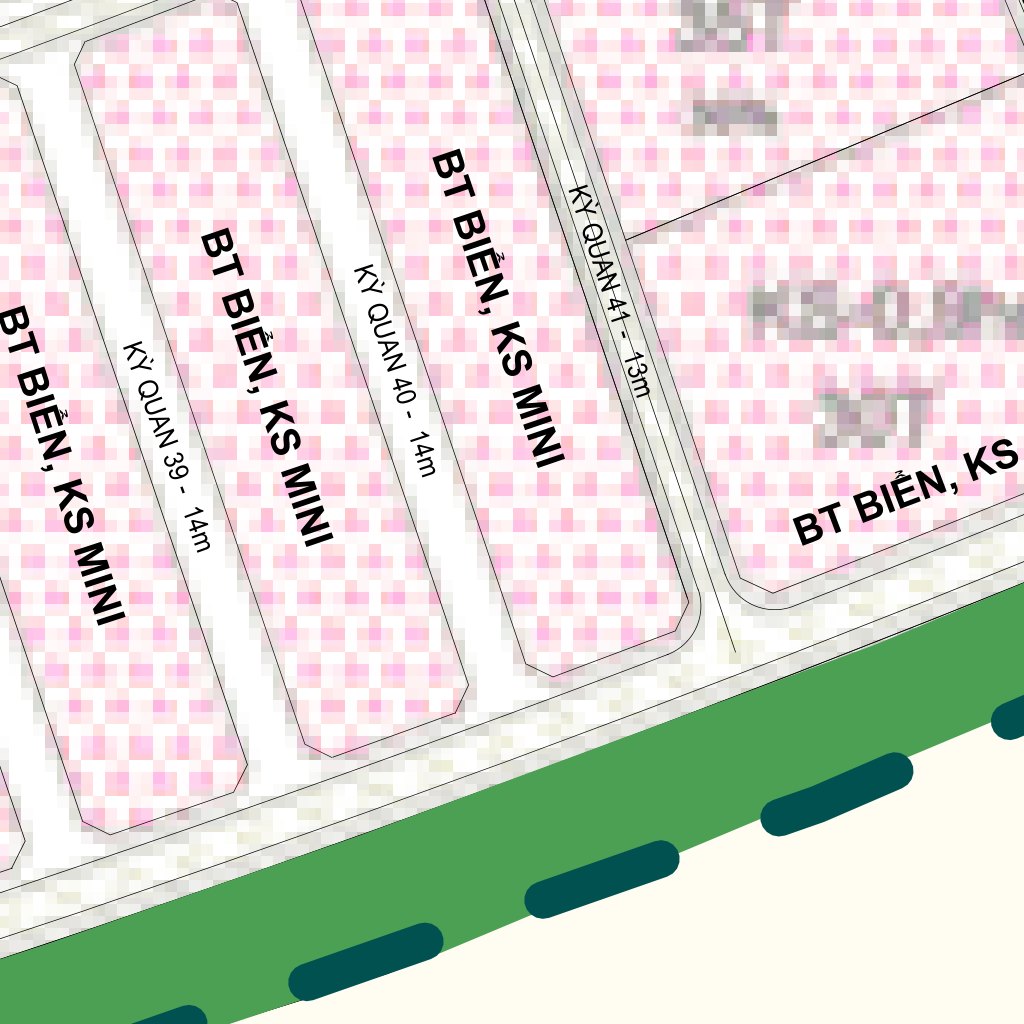 BT BIỂN, KS MINI
KỲ QUAN 39 - 14m
BT BIỂN, KS MINI
KỲ QUAN 40 - 14m
BT BIỂN, KS MINI
KỲ QUAN 41 - 13m
BT BIỂN, KS